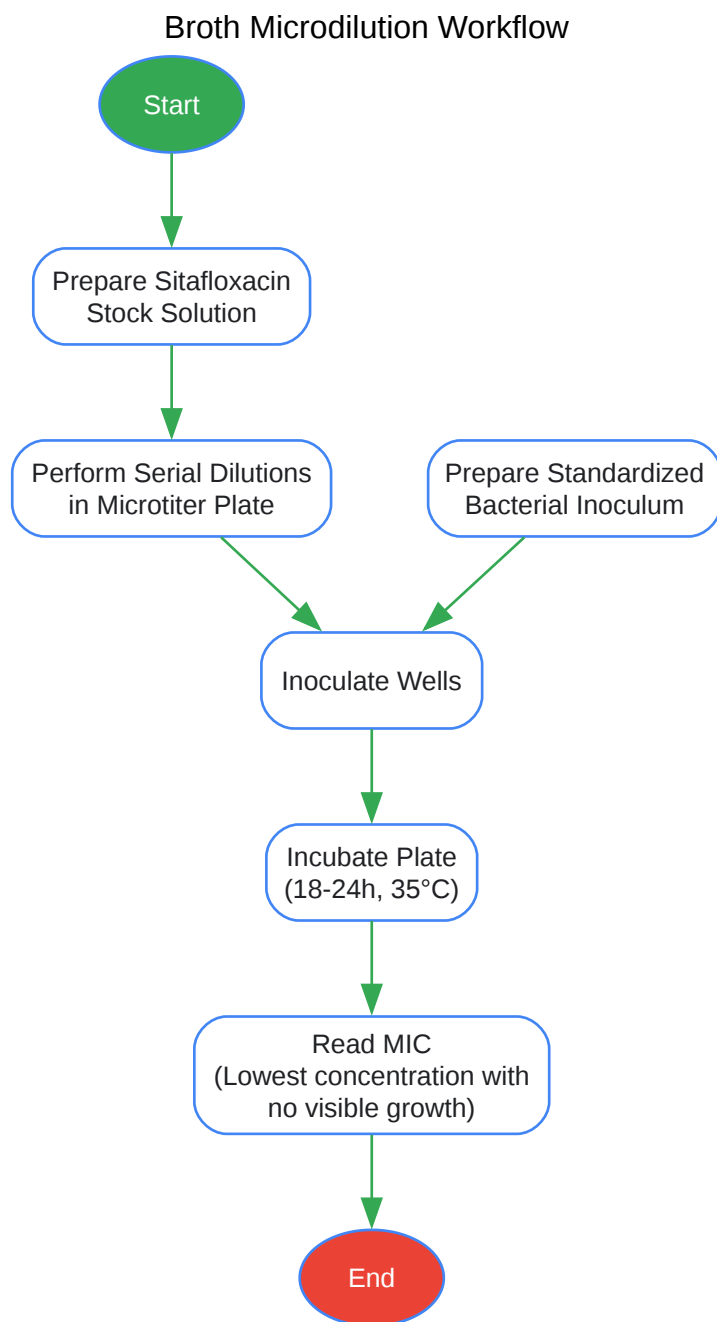 Broth Microdilution Workflow
Start
Prepare Sitafloxacin
Stock Solution
Perform Serial Dilutions
in Microtiter Plate
Prepare Standardized
Bacterial Inoculum
Inoculate Wells
Incubate Plate
(18-24h, 35°C)
Read MIC
(Lowest concentration with
no visible growth)
End